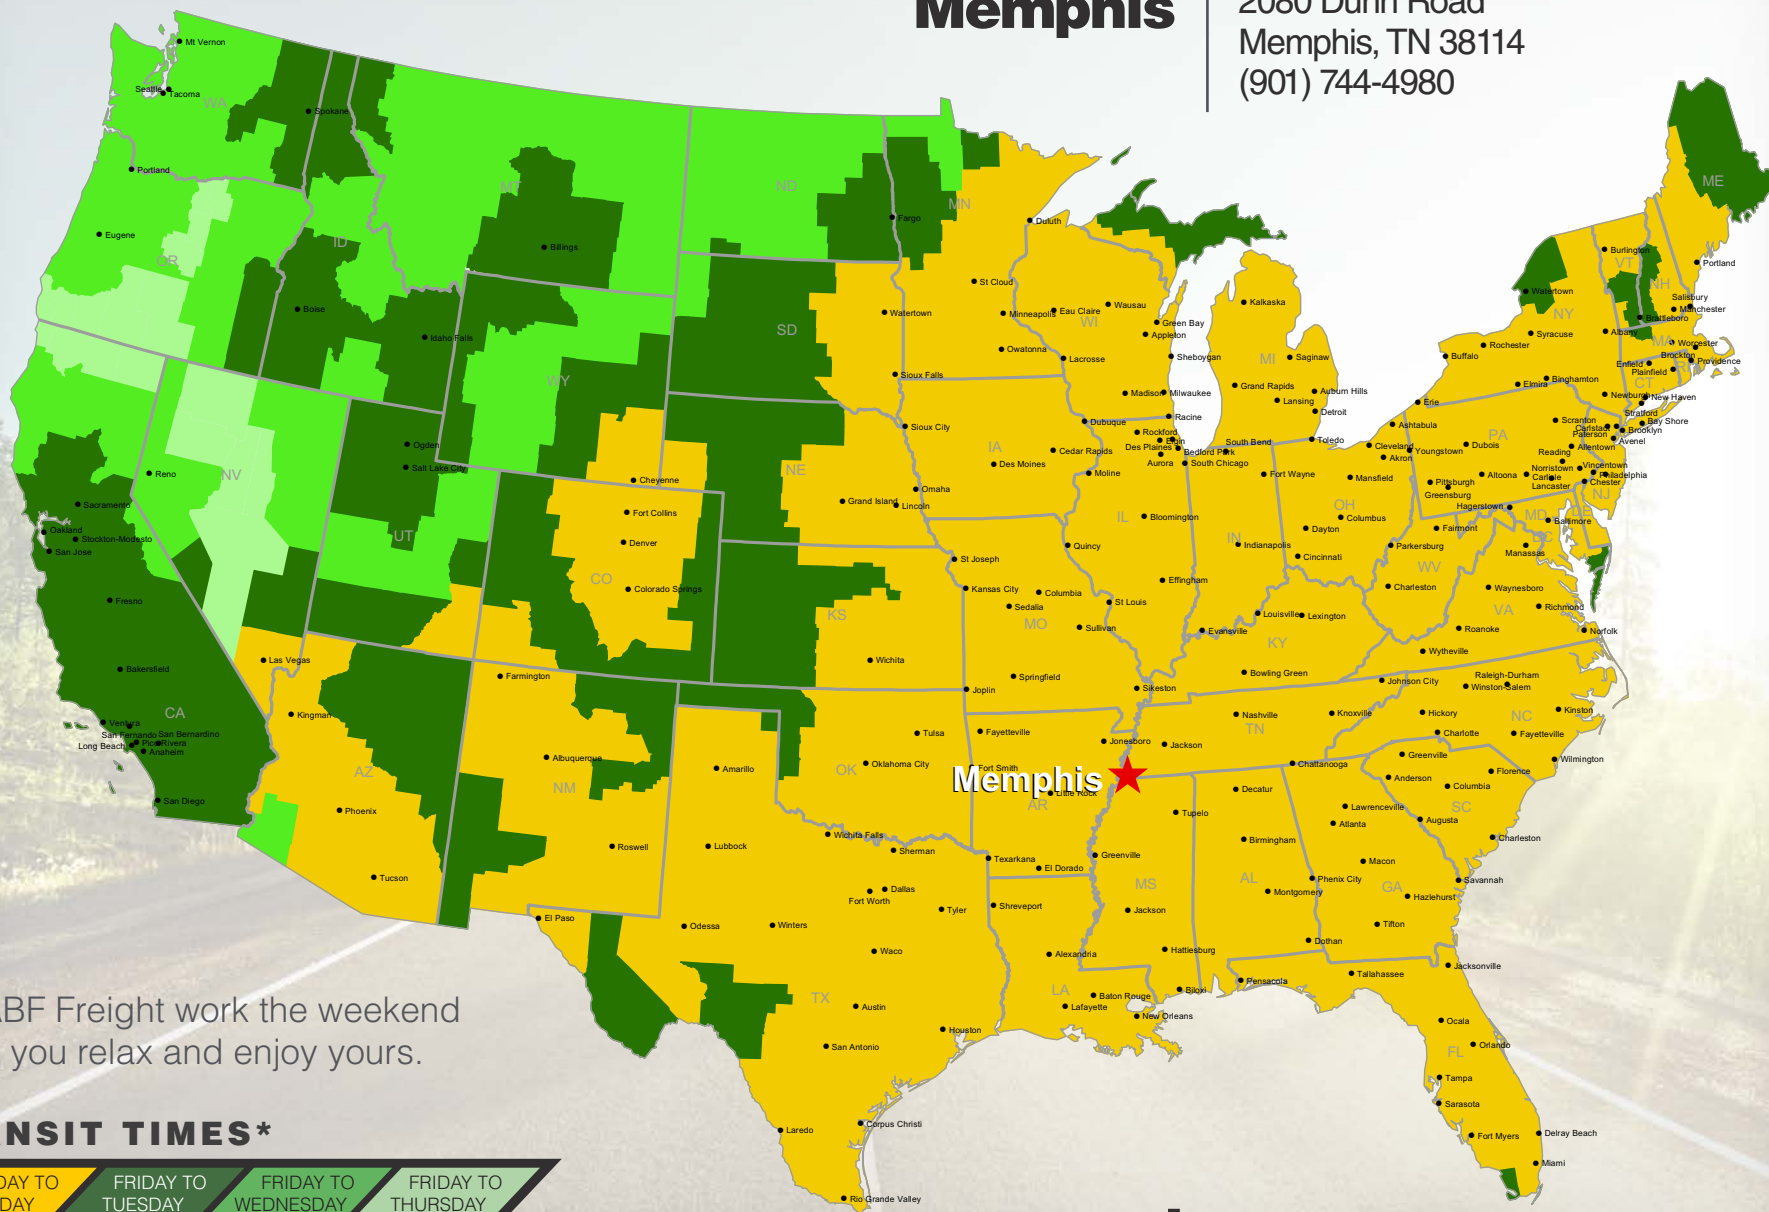 Memphis
2080 Dunn Road
Memphis, TN 38114
(901) 744-4980
Mt Vernon
Seattle
Tacoma
WA
Spokane
Portland
Eugene
OR
ID
Boise
Idaho Falls
MT
Billings
ND
Fargo
MN
Duluth
St Cloud
Minneapolis
Owatonna
SD
Watertown
Sioux Falls
WY
Cheyenne
Ogden
Salt Lake City
UT
NV
Reno
Las Vegas
CA
Sacramento
Oakland
Stockton-Modesto
San Jose
Fresno
Bakersfield
Ventura
San Fernando
San Bernardino
Long Beach
Pico Rivera
Anaheim
San Diego
AZ
Kingman
Phoenix
Tucson
NM
Farmington
Albuquerque
Roswell
CO
Fort Collins
Denver
Colorado Springs
NE
Sioux City
Omaha
Grand Island
Lincoln
KS
Wichita
OK
Tulsa
Oklahoma City
TX
Amarillo
Lubbock
Wichita Falls
Sherman
Dallas
Fort Worth
Tyler
El Paso
Odessa
Winters
Waco
Austin
Houston
San Antonio
Corpus Christi
Laredo
Rio Grande Valley
WI
Eau Claire
Wausau
Green Bay
Appleton
Lacrosse
Sheboygan
Madison
Milwaukee
Racine
IA
Dubuque
Cedar Rapids
Des Moines
IL
Rockford
Elgin
Des Plaines
Bedford Park
Aurora
South Chicago
Moline
Bloomington
Quincy
Effingham
MO
St Joseph
Kansas City
Columbia
Sedalia
St Louis
Sullivan
Springfield
Joplin
Sikeston
AR
Fayetteville
Jonesboro
Fort Smith
Little Rock
Texarkana
El Dorado
Memphis
LA
Shreveport
Alexandria
Baton Rouge
Lafayette
New Orleans
MS
Tupelo
Greenville
Jackson
Hattiesburg
Biloxi
MI
Kalkaska
Saginaw
Grand Rapids
Auburn Hills
Lansing
Detroit
IN
South Bend
Fort Wayne
Indianapolis
Evansville
OH
Toledo
Ashtabula
Cleveland
Akron
Youngstown
Mansfield
Columbus
Dayton
Cincinnati
KY
Louisville
Lexington
Bowling Green
TN
Nashville
Knoxville
Jackson
Johnson City
Chattanooga
AL
Decatur
Birmingham
Montgomery
Dothan
GA
Lawrenceville
Atlanta
Augusta
Macon
Phenix City
Savannah
Hazlehurst
Tifton
FL
Pensacola
Tallahassee
Jacksonville
Ocala
Orlando
Tampa
Sarasota
Fort Myers
Delray Beach
Miami
SC
Greenville
Anderson
Florence
Columbia
Charleston
NC
Raleigh-Durham
Winston-Salem
Hickory
Kinston
Charlotte
Fayetteville
Wilmington
VA
Manassas
Waynesboro
Richmond
Roanoke
Norfolk
Wytheville
WV
Fairmont
Parkersburg
Charleston
PA
Erie
Dubois
Scranton
Allentown
Reading
Altoona
Norristown
Carlisle
Lancaster
Vincentown
Philadelphia
Chester
Pittsburgh
Greensburg
NJ
Carlstadt
Paterson
Avenel
MD
Hagerstown
Baltimore
DE
DC
NY
Watertown
Syracuse
Rochester
Buffalo
Albany
Binghamton
Elmira
Newburgh
Brooklyn
Bay Shore
VT
Burlington
Brattleboro
NH
Salisbury
Manchester
ME
Portland
MA
Worcester
Brockton
RI
Providence
CT
Enfield
Plainfield
New Haven
Stratford
ABF Freight work the weekend
you relax and enjoy yours.
NSIT TIMES*
DAY TO
DAY
FRIDAY TO
TUESDAY
FRIDAY TO
WEDNESDAY
FRIDAY TO
THURSDAY